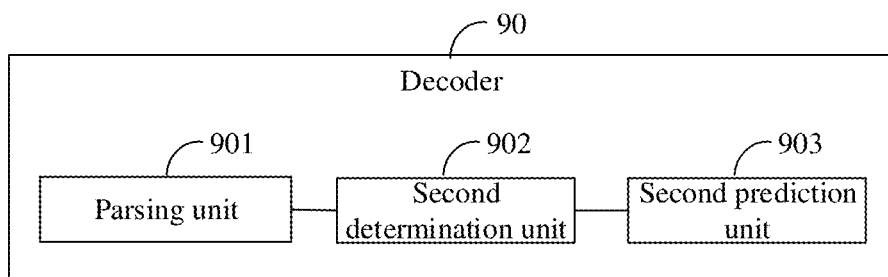 90
Decoder
901
902
903
Parsing unit
Second
determination unit
Second prediction
unit